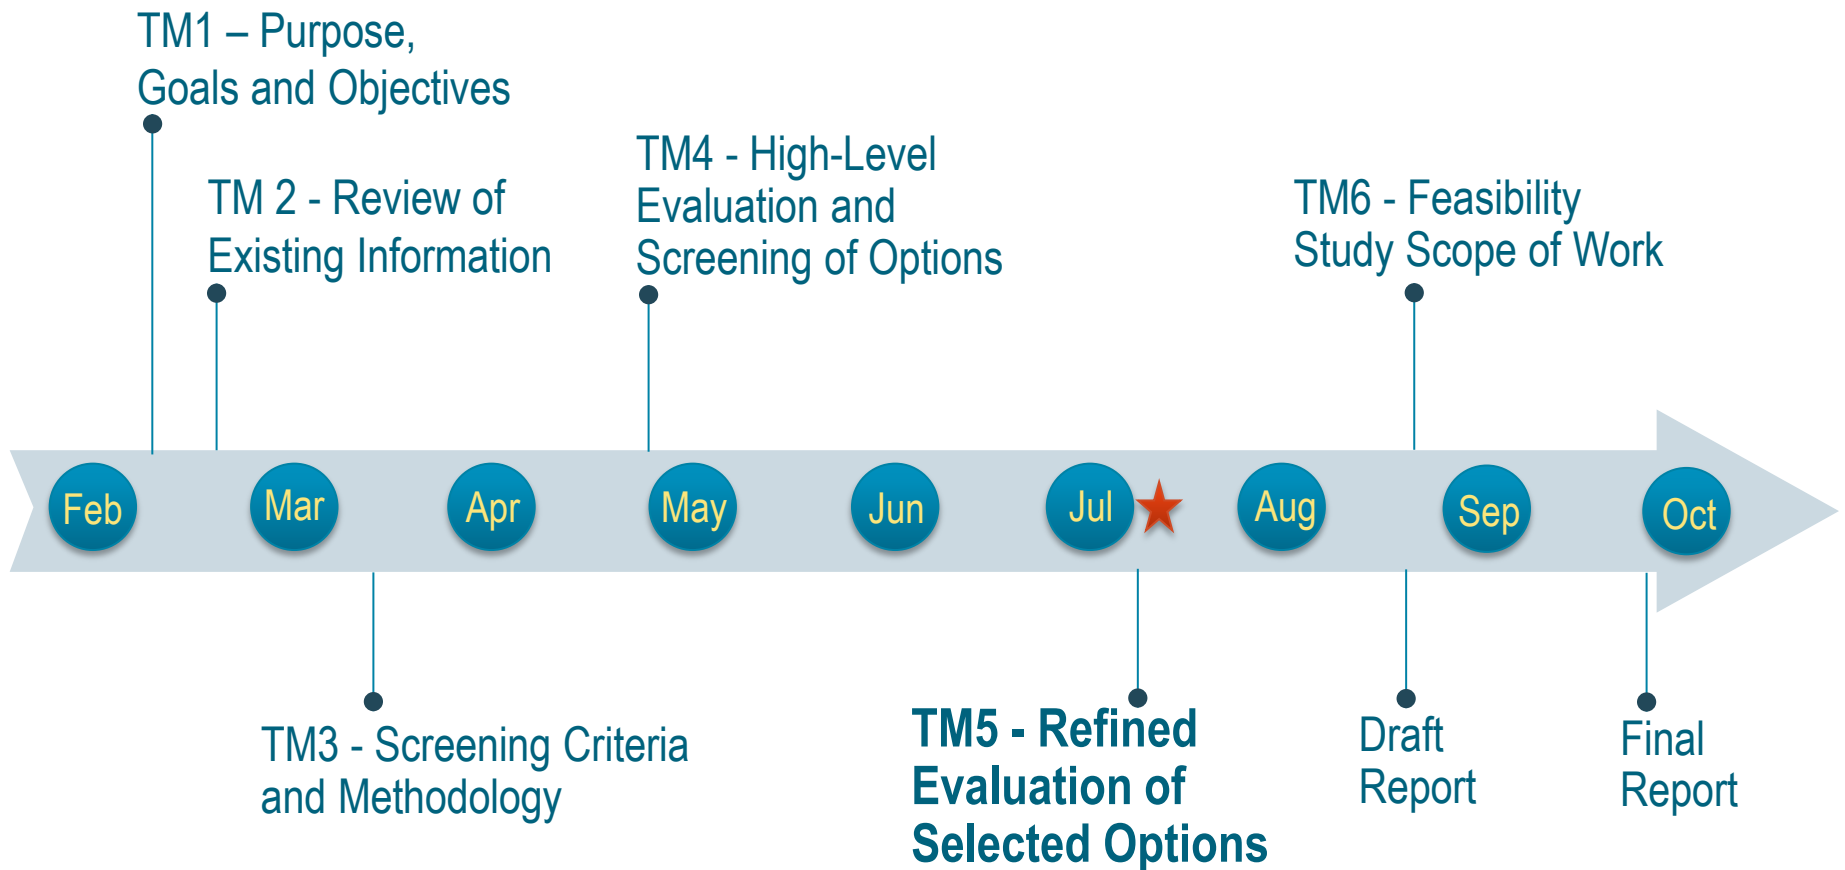 TM1 – Purpose,
Goals and Objectives
TM 2 - Review of
Existing Information
TM4 - High-Level
Evaluation and
Screening of Options
TM6 - Feasibility
Study Scope of Work
Feb
Mar
Apr
May
Jun
Jul
Aug
Sep
Oct
TM3 - Screening Criteria
and Methodology
TM5 - Refined
Evaluation of
Selected Options
Draft
Report
Final
Report